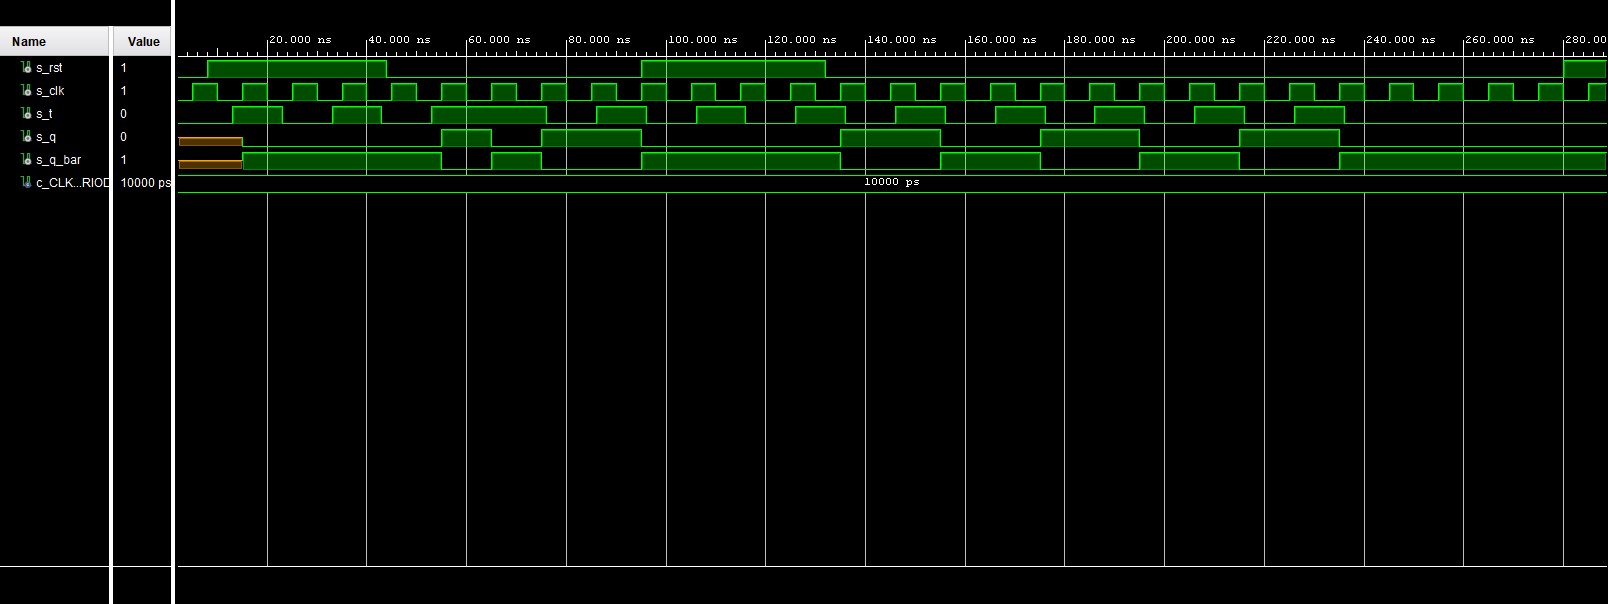 Name Value
20.000 ns 40.000 ns 60.000 ns 80.000 ns 100.000 ns 120.000 ns 140.000 ns 160.000 ns 180.000 ns 200.000 ns 220.000 ns 240.000 ns 260.000 ns 280.00
s_rst 1
s_clk 1
s_t 0
s_q 0
s_q_bar 1
c_CLK...RIOD 10000 ps 10000 ps